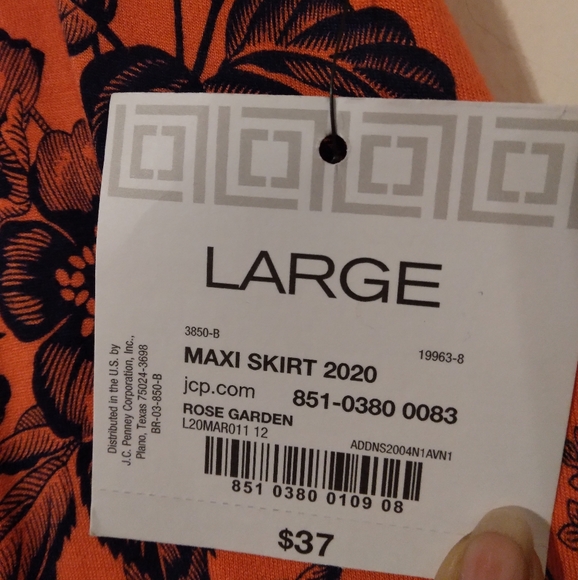 LARGE
3850-B
19963-8
MAXI SKIRT 2020
jcp.com 851-0380 0083
ROSE GARDEN
L20MAR011 12
ADDNS2004N1AVN1
851 0380 0109 08
$37
Distributed in the U.S. by
J.C. Penney Corporation, Inc.,
Plano, Texas 75024-3698
BR-03-850-B